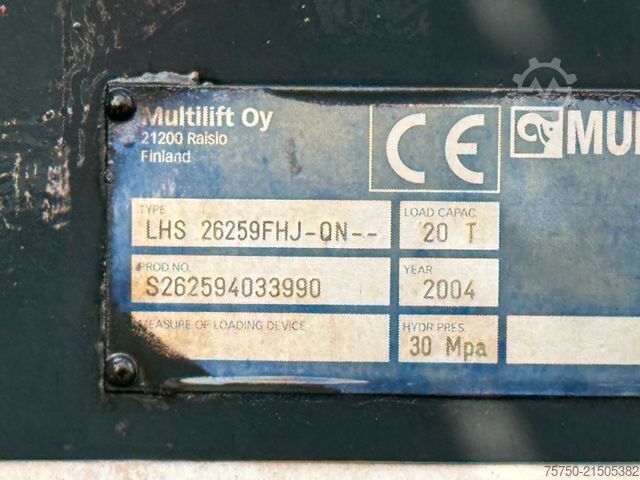 Multilift Oy
21200 Raisio
Finland
CE
MUL
TYPE
LHS 26259FHJ-QN--
LOAD CAPAC.
20 T
PROD.NO.
S262594033990
YEAR
2004
MEASURE OF LOADING DEVICE
HYDR PRES
30 Mpa
75750-21505382